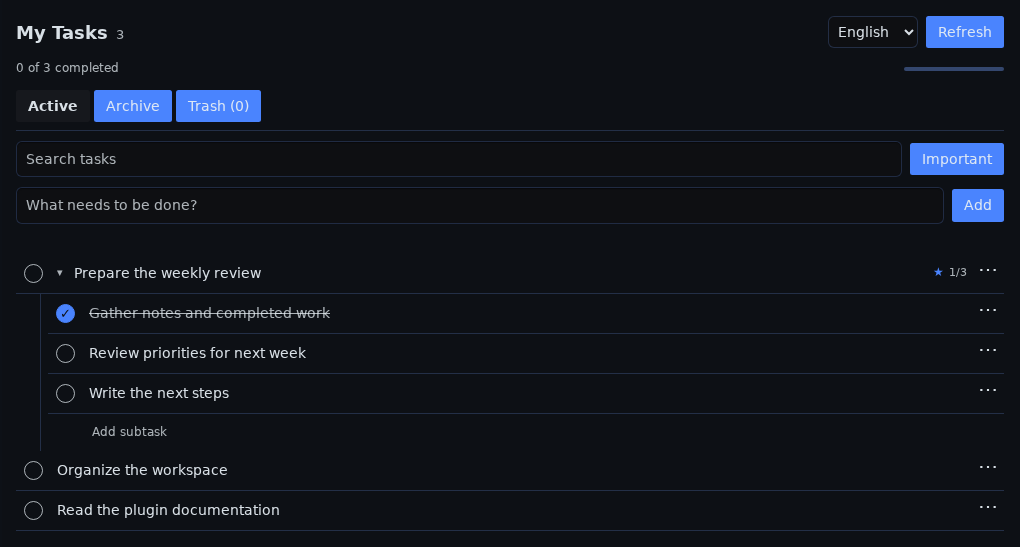 My Tasks 3
English
Refresh
0 of 3 completed
Active
Archive
Trash (0)
Search tasks
Important
What needs to be done?
Add
Prepare the weekly review
★ 1/3 ···
Gather notes and completed work ···
Review priorities for next week ···
Write the next steps ···
Add subtask
Organize the workspace ···
Read the plugin documentation ···